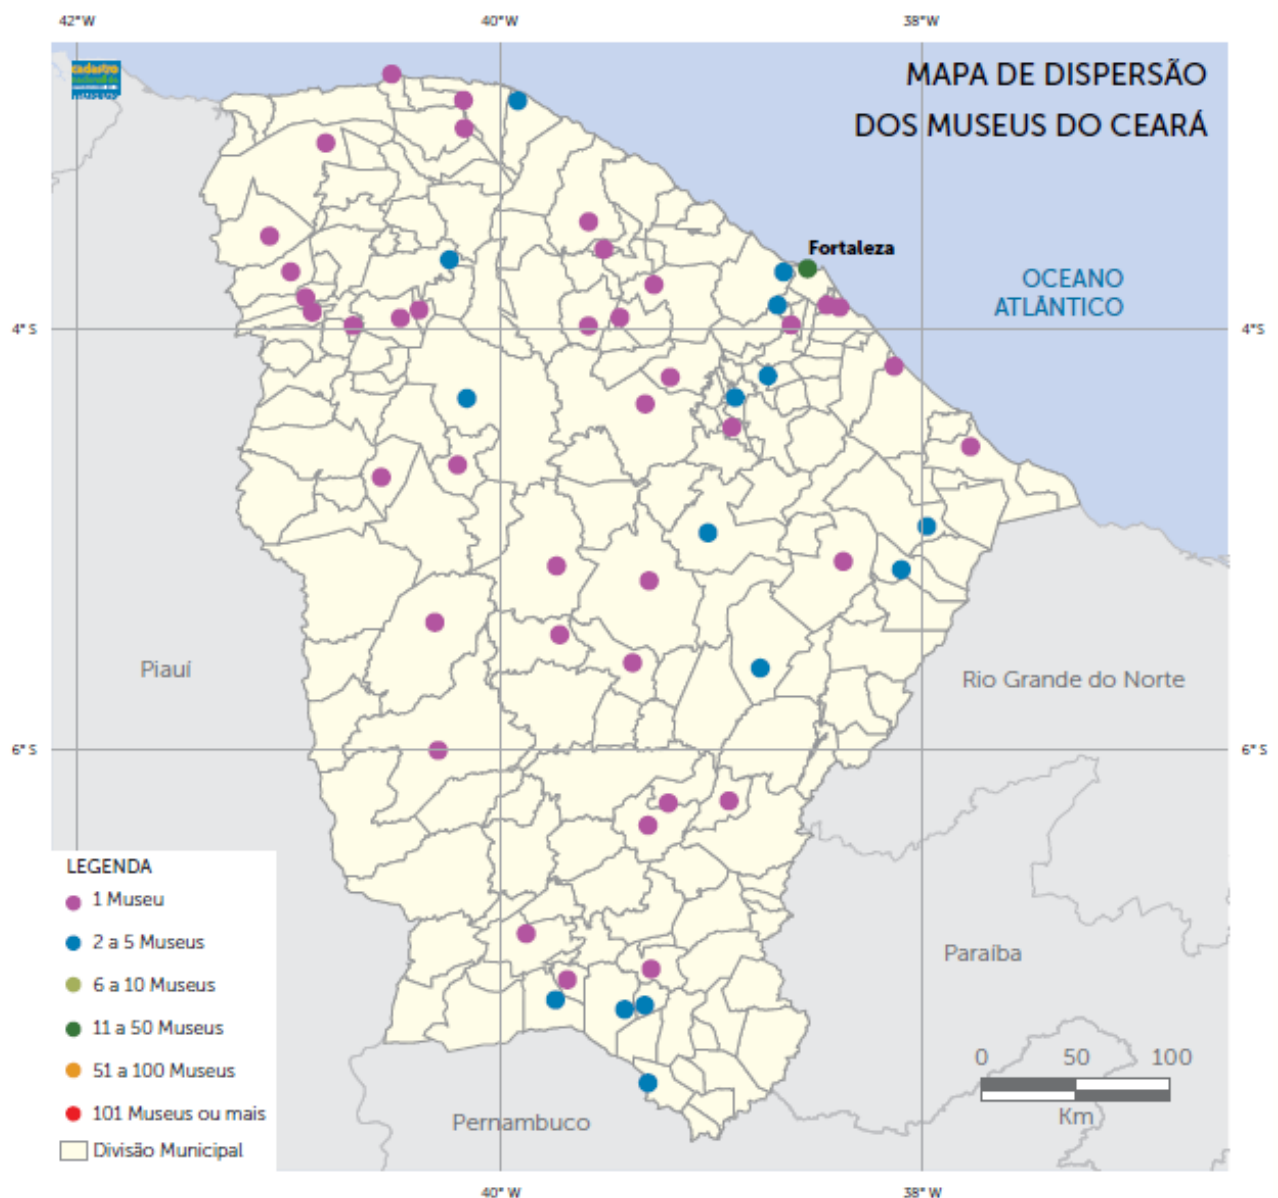 42°W
40°W
38°W
cadastro
MAPA DE DISPERSÃO
DOS MUSEUS DO CEARÁ
Fortaleza
OCEANO
ATLÂNTICO
4°S
4°S
Piauí
Rio Grande do Norte
6°S
6°S
LEGENDA
1 Museu
2 a 5 Museus
6 a 10 Museus
11 a 50 Museus
51 a 100 Museus
101 Museus ou mais
Divisão Municipal
Paraíba
Pernambuco
0 50 100
Km
40°W
38°W